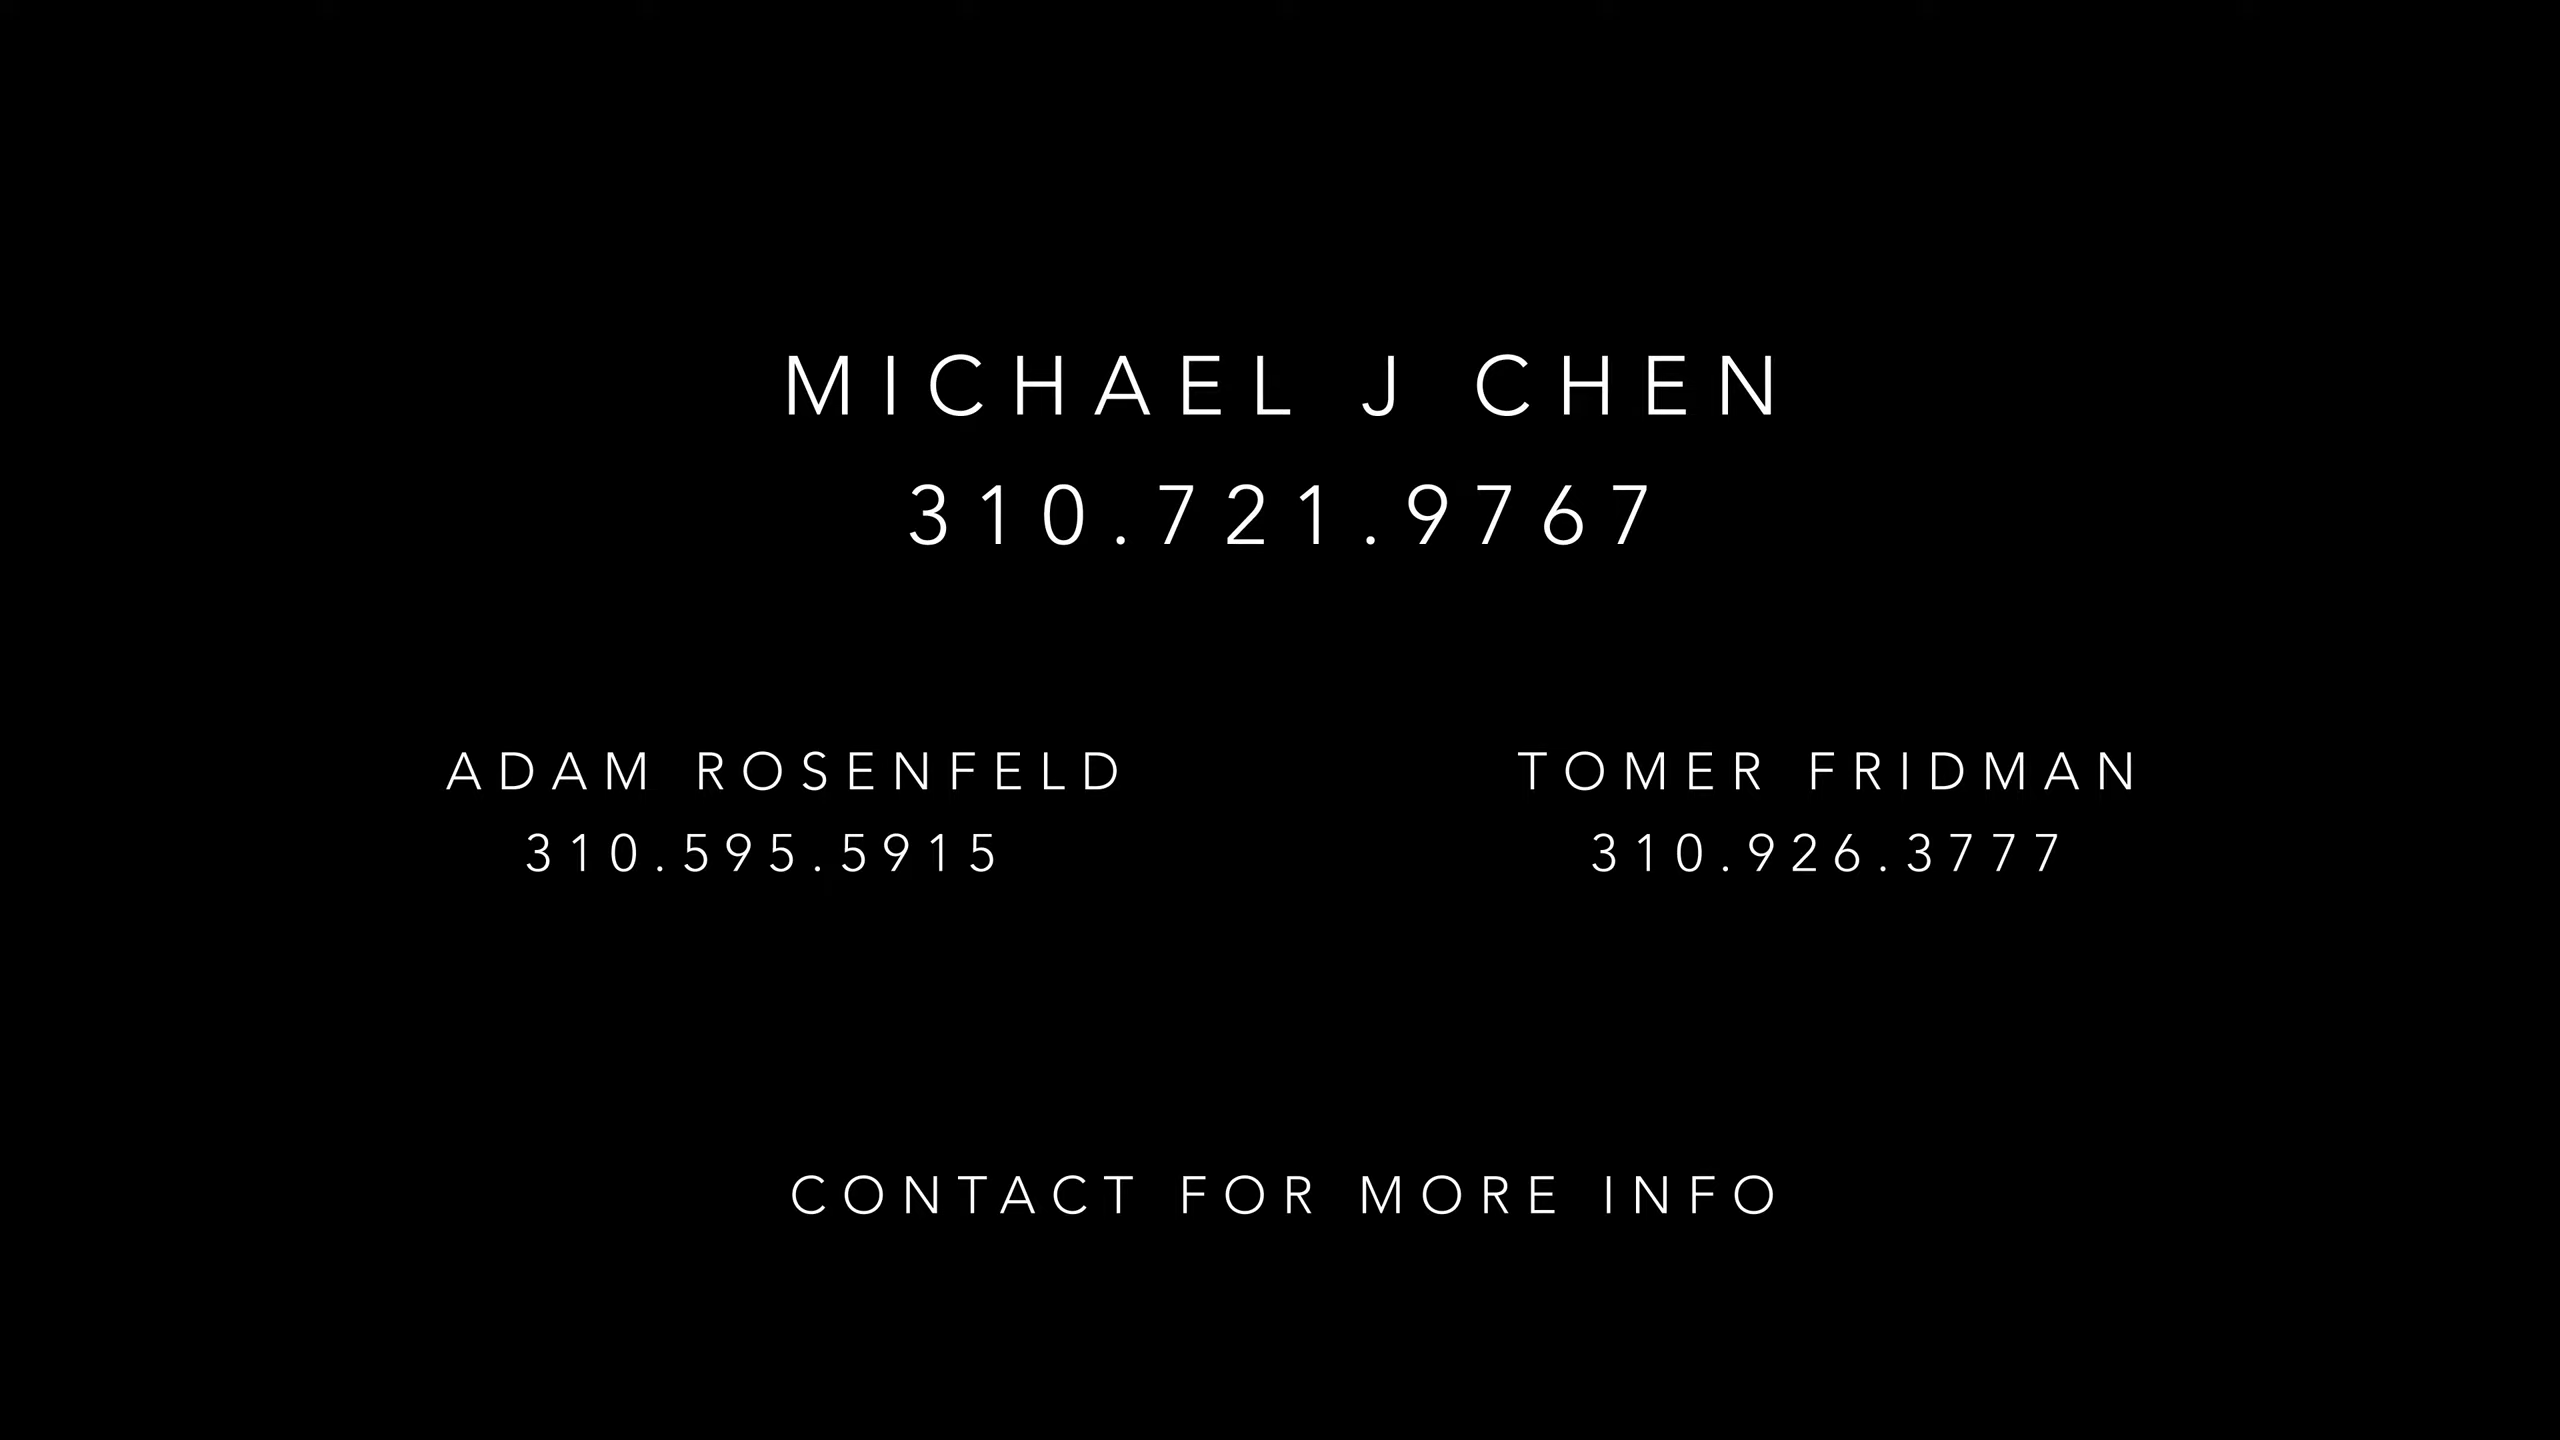 MICHAEL J CHEN
310.721.9767
ADAM ROSENFELD
310.595.5915
TOMER FRIDMAN
310.926.3777
CONTACT FOR MORE INFO